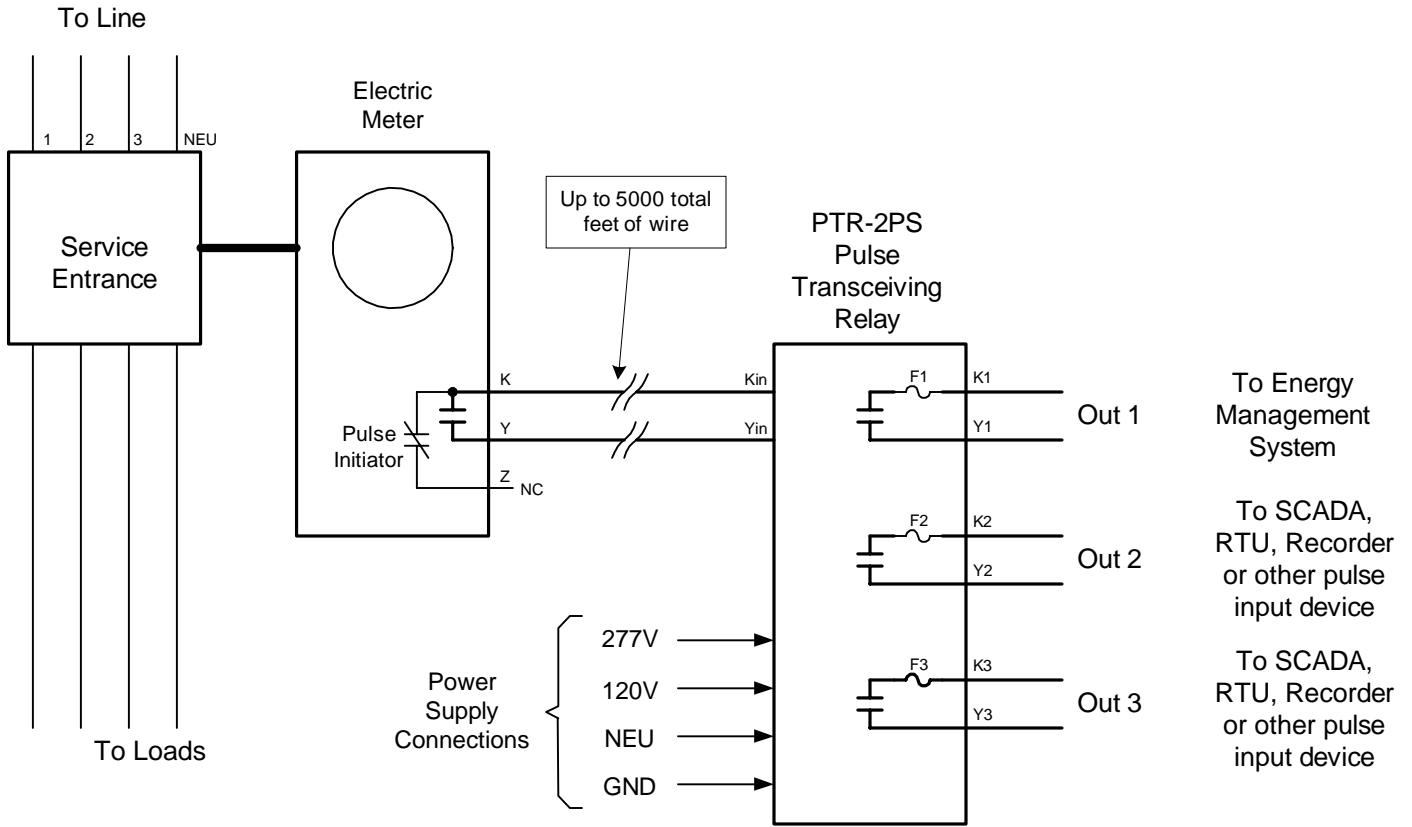 To Line
1
2
3
NEU
Service
Entrance
To Loads
Electric
Meter
Pulse
Initiator
K
Y
Z
NC
Up to 5000 total
feet of wire
PTR-2PS
Pulse
Transceiving
Relay
Kin
Yin
F1
K1
Y1
Out 1
To Energy
Management
System
F2
K2
Y2
Out 2
To SCADA,
RTU, Recorder
or other pulse
input device
F3
K3
Y3
Out 3
To SCADA,
RTU, Recorder
or other pulse
input device
Power
Supply
Connections
277V
120V
NEU
GND